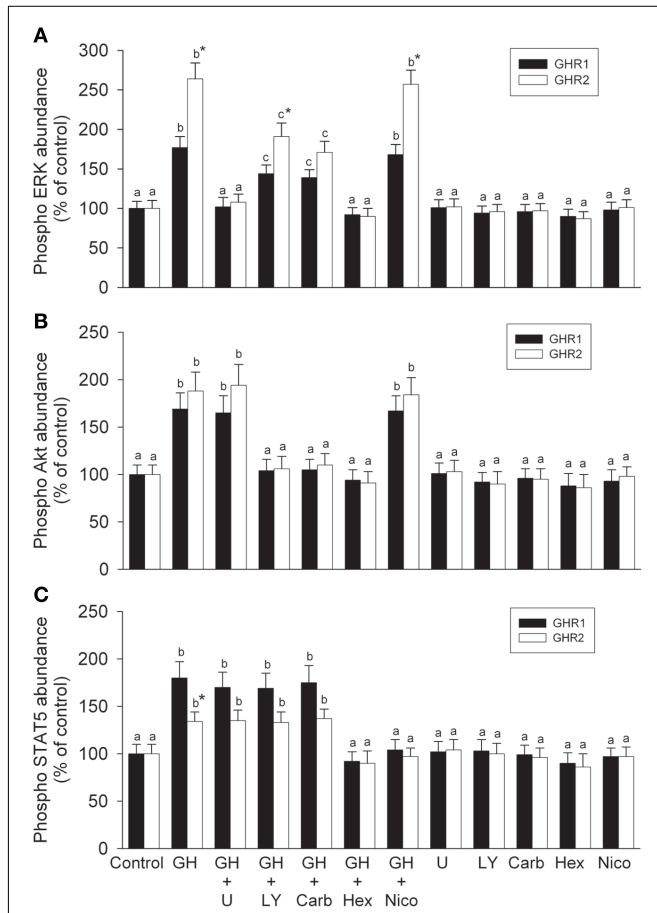 A
Phospho ERK abundance
(% of control)
300
250
200
150
100
50
0
GHR1
GHR2
a a b b* a a c c* c c a a b b* a a a a a a a a a a
B
Phospho Akt abundance
(% of control)
250
200
150
100
50
0
GHR1
GHR2
a a b b b b a a a a a a b b a a a a a a a a a a
C
Phospho STAT5 abundance
(% of control)
250
200
150
100
50
0
GHR1
GHR2
a a b b* b b b b b b a a a a a a a a a a a a a a
Control GH GH GH GH GH GH U LY Carb Hex Nico
+ + + + +
U LY Carb Hex Nico